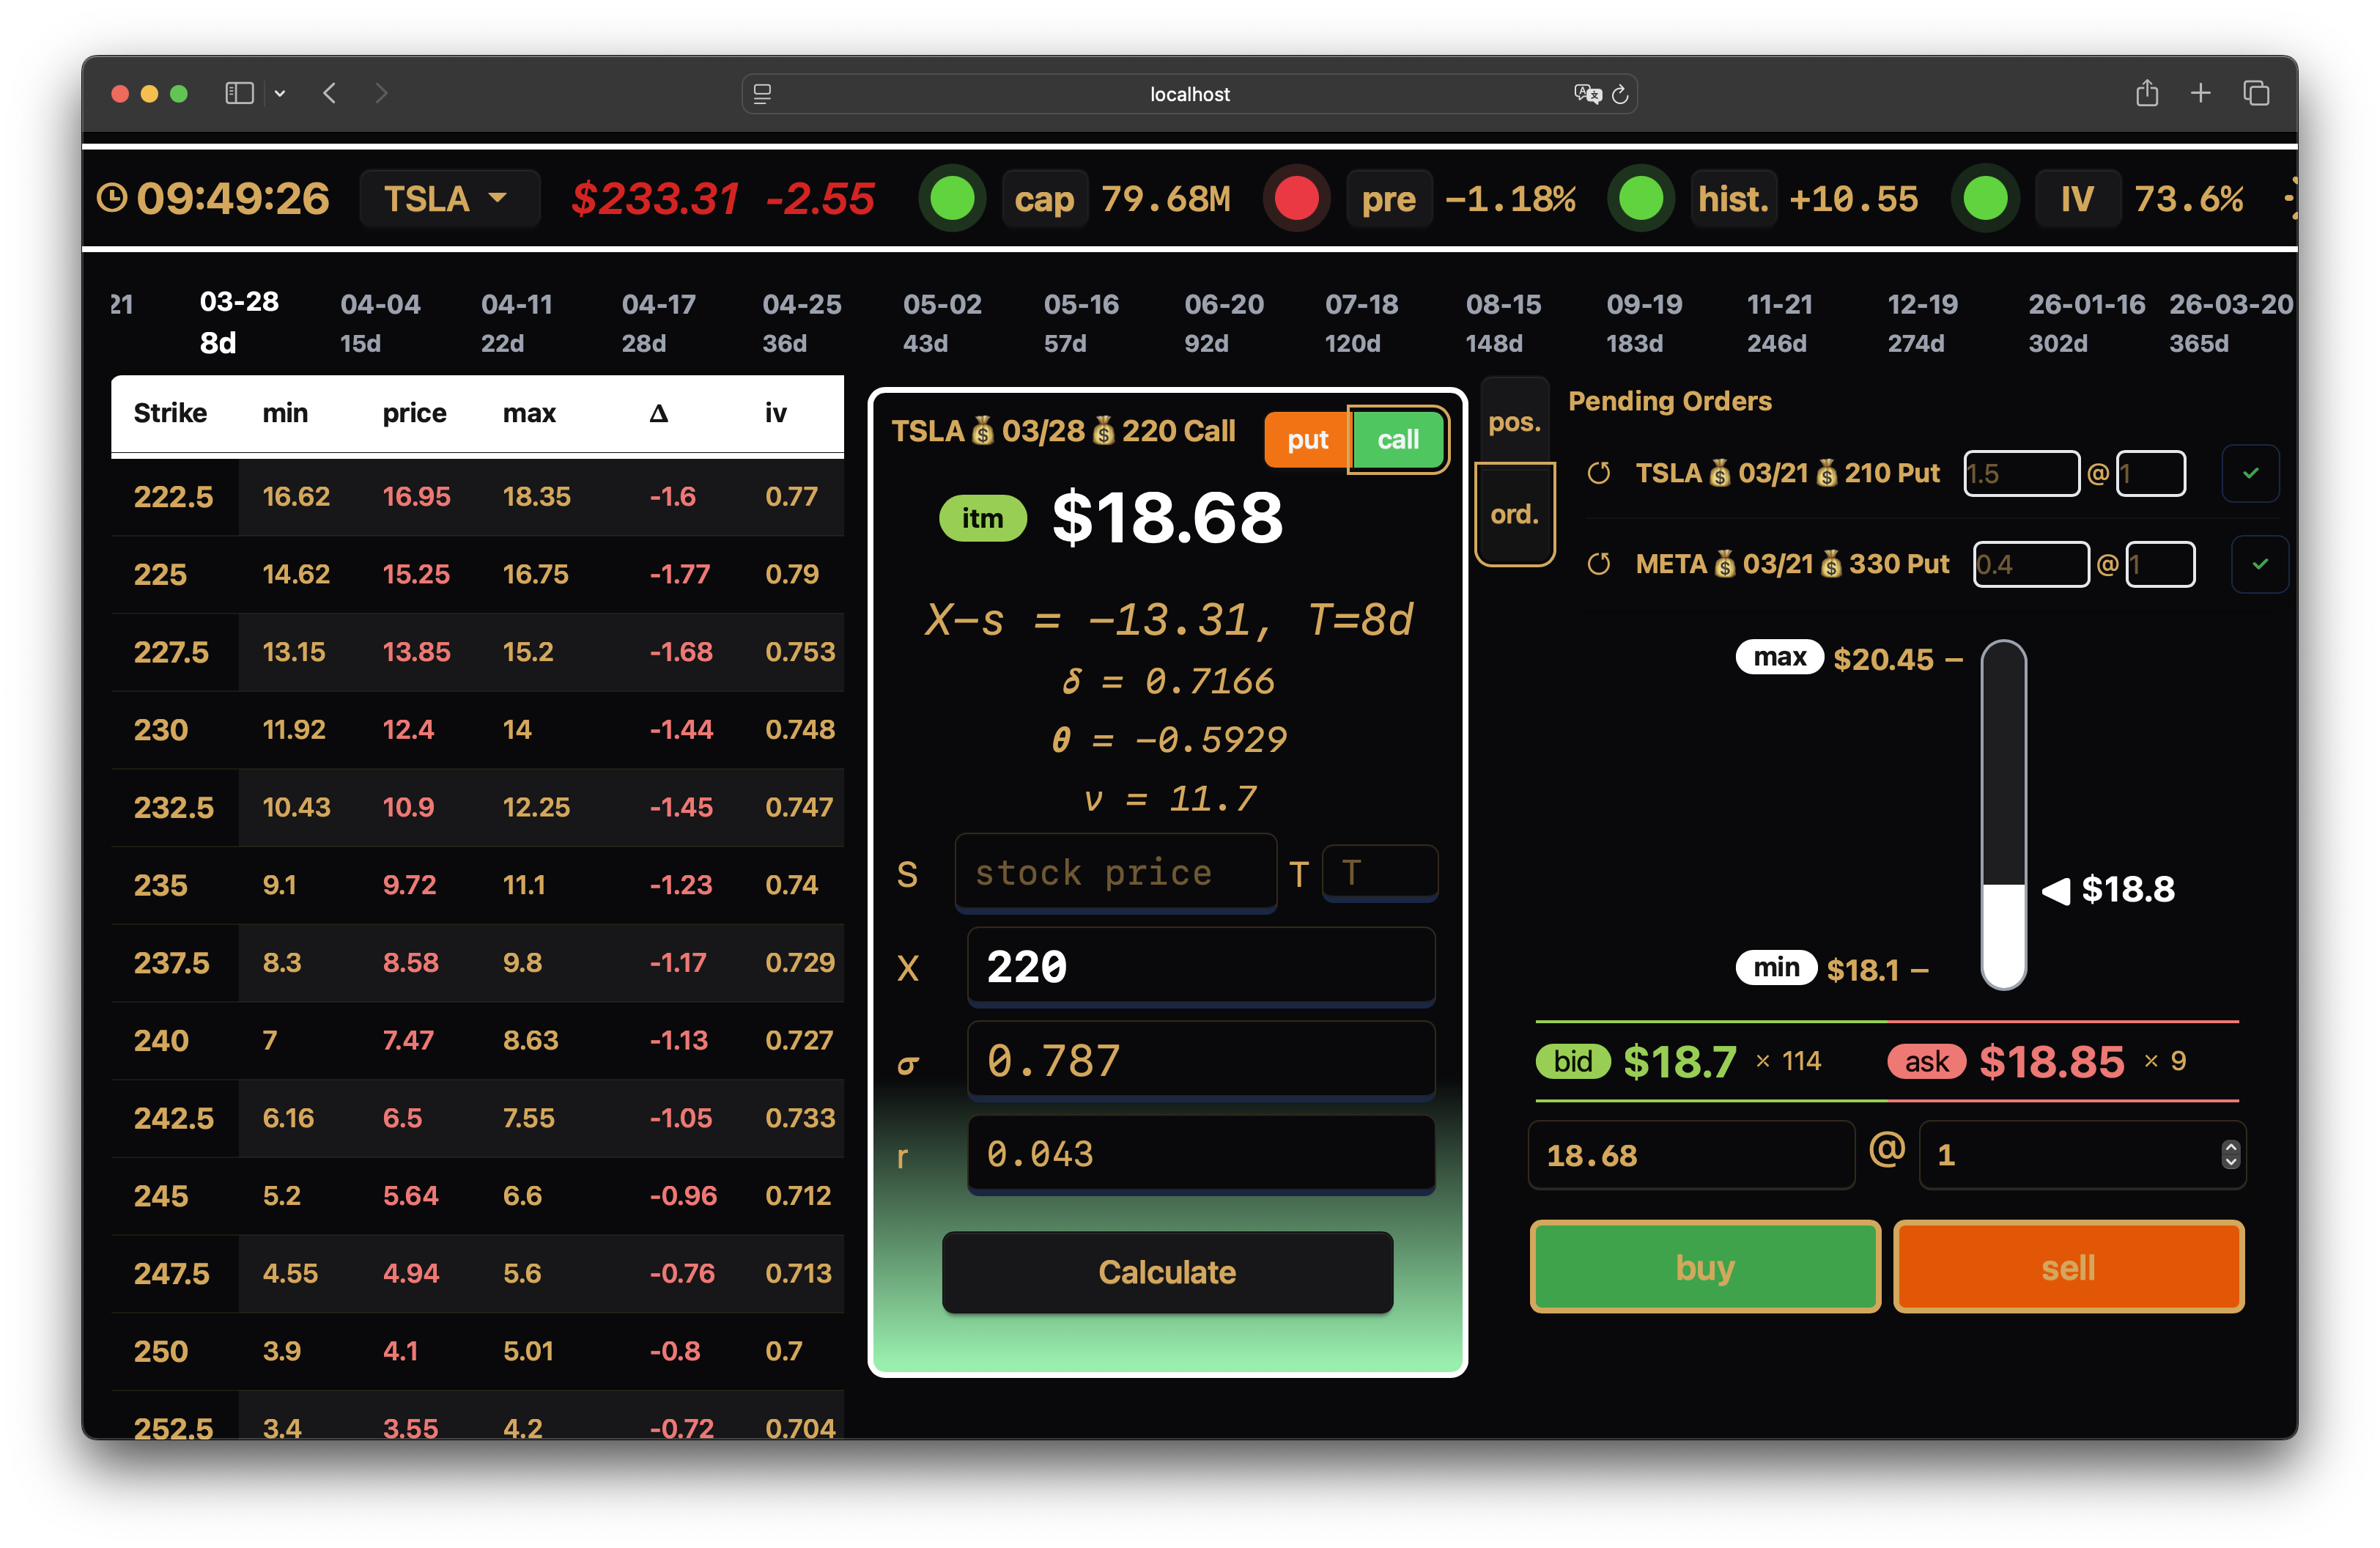 localhost
09:49:26 TSLA $233.31 -2.55 cap 79.68M pre −1.18% hist. +10.55 IV 73.6%
21 03-28 04-04 04-11 04-17 04-25 05-02 05-16 06-20 07-18 08-15 09-19 11-21 12-19 26-01-16 26-03-20
8d 15d 22d 28d 36d 43d 57d 92d 120d 148d 183d 246d 274d 302d 365d
Strike min price max Δ iv
222.5 16.62 16.95 18.35 -1.6 0.77
225 14.62 15.25 16.75 -1.77 0.79
227.5 13.15 13.85 15.2 -1.68 0.753
230 11.92 12.4 14 -1.44 0.748
232.5 10.43 10.9 12.25 -1.45 0.747
235 9.1 9.72 11.1 -1.23 0.74
237.5 8.3 8.58 9.8 -1.17 0.729
240 7 7.47 8.63 -1.13 0.727
242.5 6.16 6.5 7.55 -1.05 0.733
245 5.2 5.64 6.6 -0.96 0.712
247.5 4.55 4.94 5.6 -0.76 0.713
250 3.9 4.1 5.01 -0.8 0.7
252.5 3.4 3.55 4.2 -0.72 0.704
TSLA💰03/28💰220 Call put call
itm $18.68
X−s = −13.31, T=8d
δ = 0.7166
θ = −0.5929
ν = 11.7
S stock price T T
X 220
σ 0.787
r 0.043
Calculate
pos.
ord.
Pending Orders
TSLA💰03/21💰210 Put 1.5 @ 1
META💰03/21💰330 Put 0.4 @ 1
max $20.45 −
$18.8
min $18.1 −
bid $18.7 × 114 ask $18.85 × 9
18.68 @ 1
buy sell